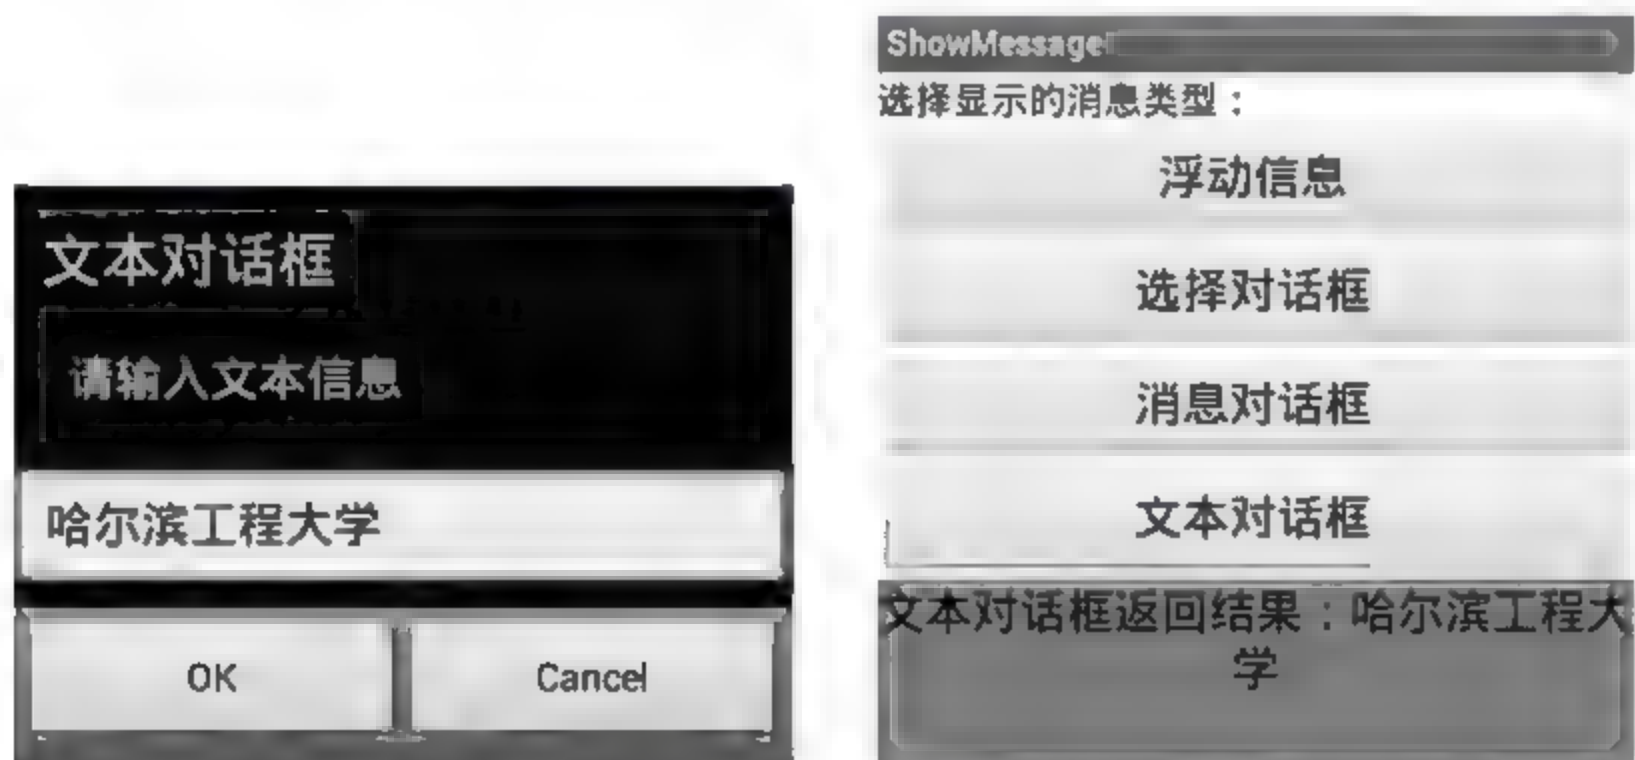 文本对话框
请输入文本信息
哈尔滨工程大学
OK
Cancel
ShowMessage
选择显示的消息类型：
浮动信息
选择对话框
消息对话框
文本对话框
文本对话框返回结果：哈尔滨工程大
学